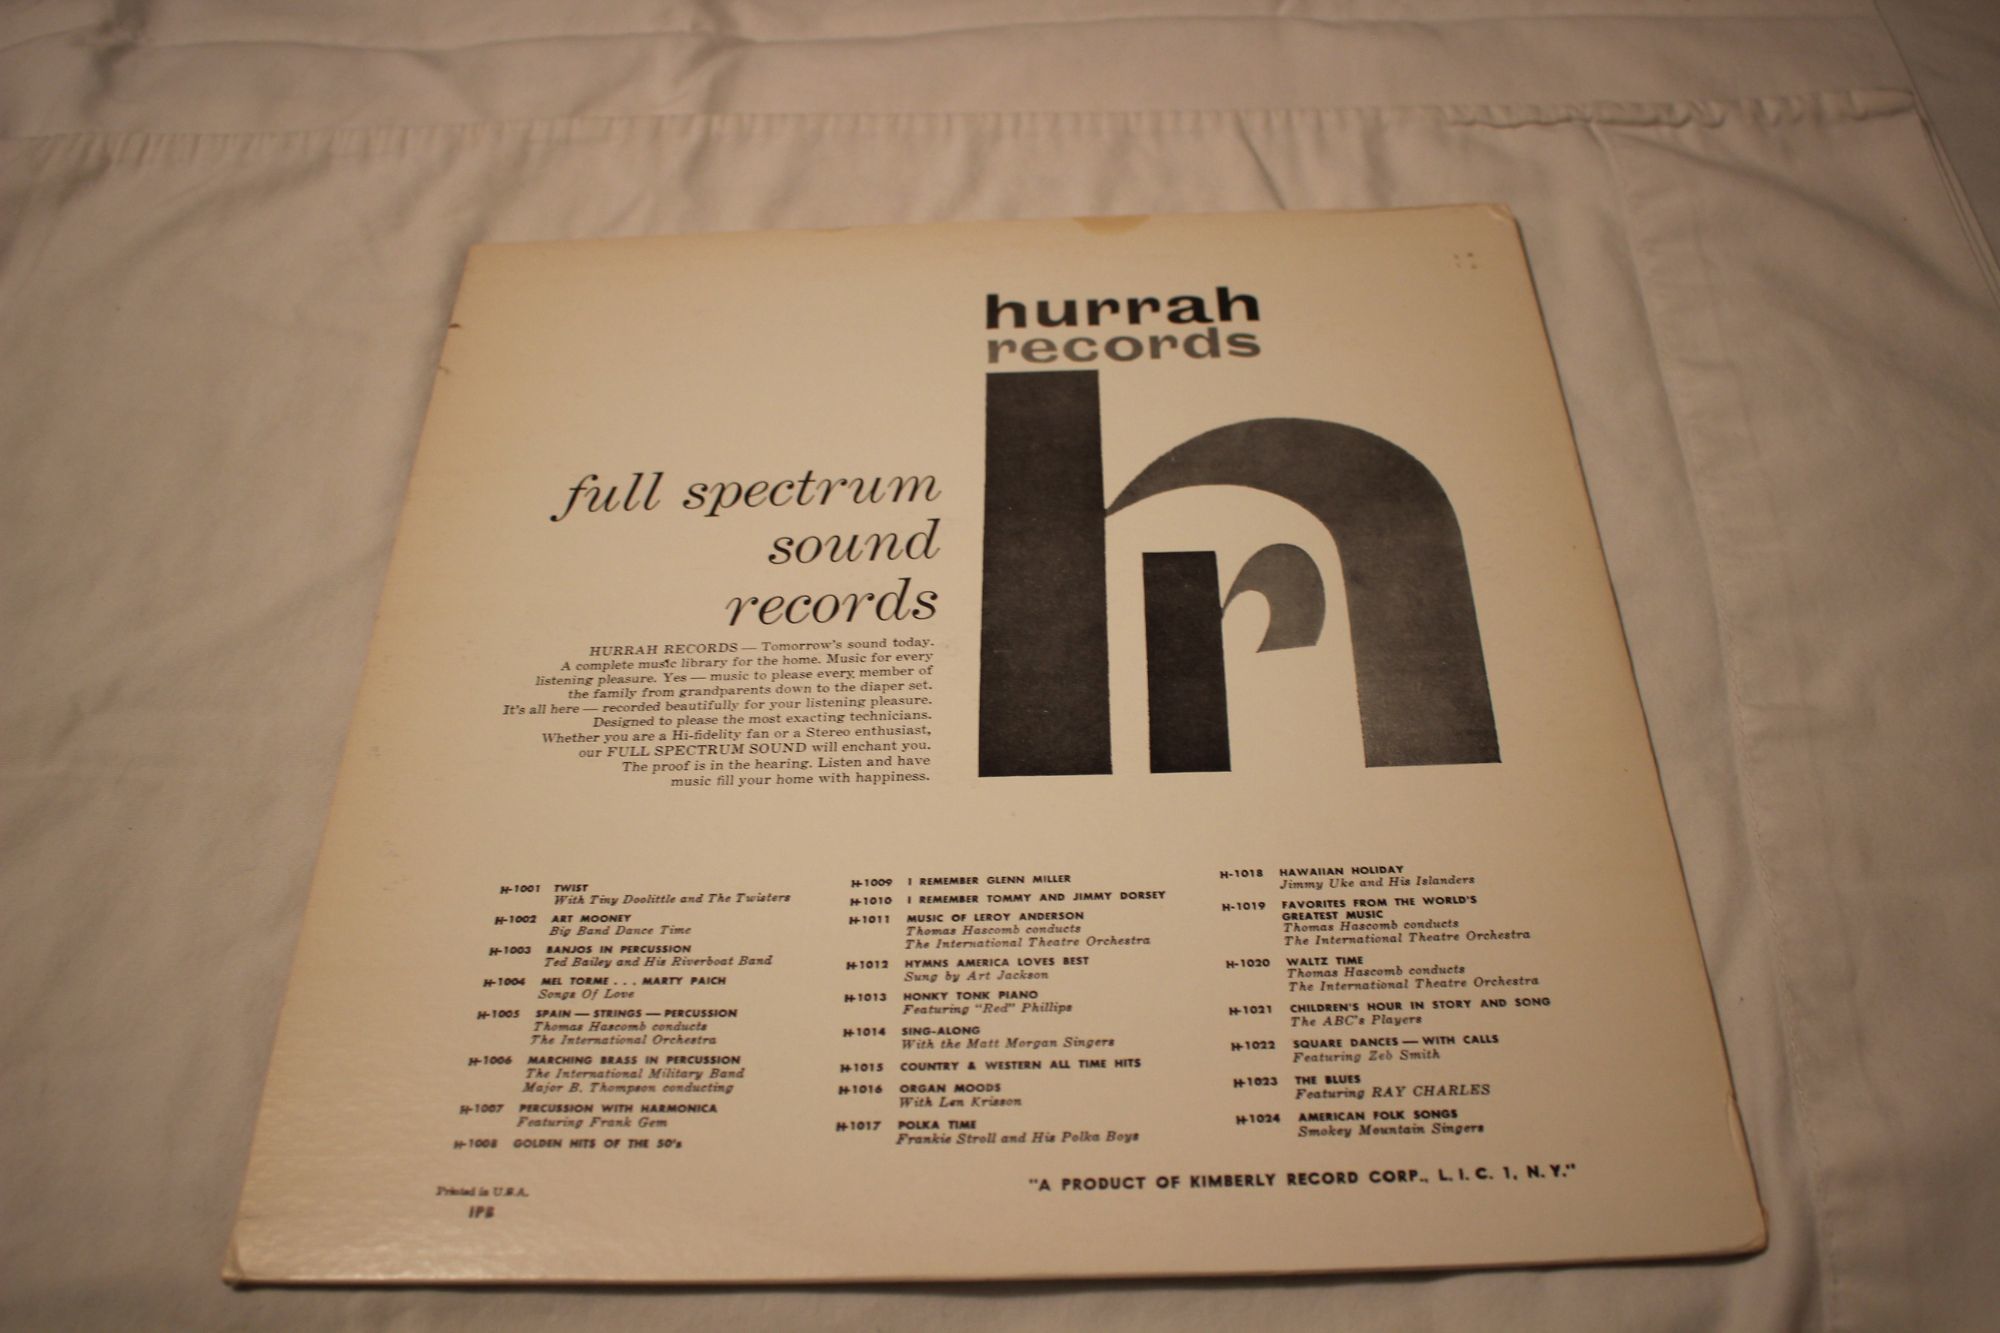 hurrah
records
full spectrum
sound
records
HURRAH RECORDS — Tomorrow's sound today.
A complete music library for the home. Music for every
listening pleasure. Yes — music to please every member of
the family from grandparents down to the diaper set.
It's all here — recorded beautifully for your listening pleasure.
Designed to please the most exacting technicians.
Whether you are a Hi-fidelity fan or a Stereo enthusiast,
our FULL SPECTRUM SOUND will enchant you.
The proof is in the hearing. Listen and have
music fill your home with happiness.
H-1001 TWIST
With Tiny Doolittle and The Twisters
H-1002 ART MOONEY
Big Band Dance Time
H-1003 BANJOS IN PERCUSSION
Ted Bailey and His Riverboat Band
H-1004 MEL TORME . . . MARTY PAICH
Songs Of Love
H-1005 SPAIN — STRINGS — PERCUSSION
Thomas Hascomb conducts
The International Orchestra
H-1006 MARCHING BRASS IN PERCUSSION
The International Military Band
Major B. Thompson conducting
H-1007 PERCUSSION WITH HARMONICA
Featuring Frank Gem
H-1008 GOLDEN HITS OF THE 50's
H-1009 I REMEMBER GLENN MILLER
H-1010 I REMEMBER TOMMY AND JIMMY DORSEY
H-1011 MUSIC OF LEROY ANDERSON
Thomas Hascomb conducts
The International Theatre Orchestra
H-1012 HYMNS AMERICA LOVES BEST
Sung by Art Jackson
H-1013 HONKY TONK PIANO
Featuring "Red" Phillips
H-1014 SING-ALONG
With the Matt Morgan Singers
H-1015 COUNTRY & WESTERN ALL TIME HITS
H-1016 ORGAN MOODS
With Len Krisson
H-1017 POLKA TIME
Frankie Stroll and His Polka Boys
H-1018 HAWAIIAN HOLIDAY
Jimmy Uke and His Islanders
H-1019 FAVORITES FROM THE WORLD'S
GREATEST MUSIC
Thomas Hascomb conducts
The International Theatre Orchestra
H-1020 WALTZ TIME
Thomas Hascomb conducts
The International Theatre Orchestra
H-1021 CHILDREN'S HOUR IN STORY AND SONG
The ABC's Players
H-1022 SQUARE DANCES — WITH CALLS
Featuring Zeb Smith
H-1023 THE BLUES
Featuring RAY CHARLES
H-1024 AMERICAN FOLK SONGS
Smokey Mountain Singers
"A PRODUCT OF KIMBERLY RECORD CORP., L. I. C. 1, N. Y."
Printed in U.S.A.
IPB